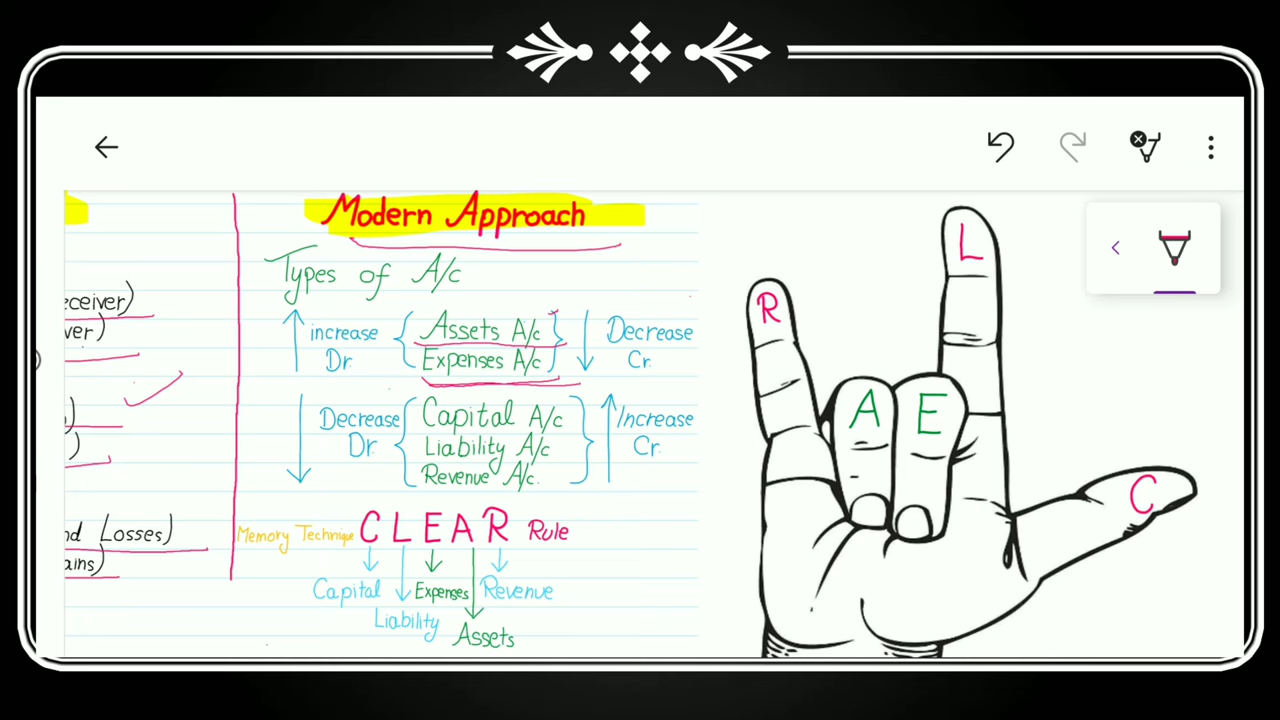 Modern Approach
Types of A/c
increase
Dr.
Assets A/c
Expenses A/c
Decrease
Cr.
Decrease
Dr.
Capital A/c
Liability A/c
Revenue A/c.
Increase
Cr.
eceiver)
ver)
)
)
nd Losses)
ains)
Memory Technique CLEAR Rule
Capital
Liability
Expenses
Assets
Revenue
R
A
E
L
C